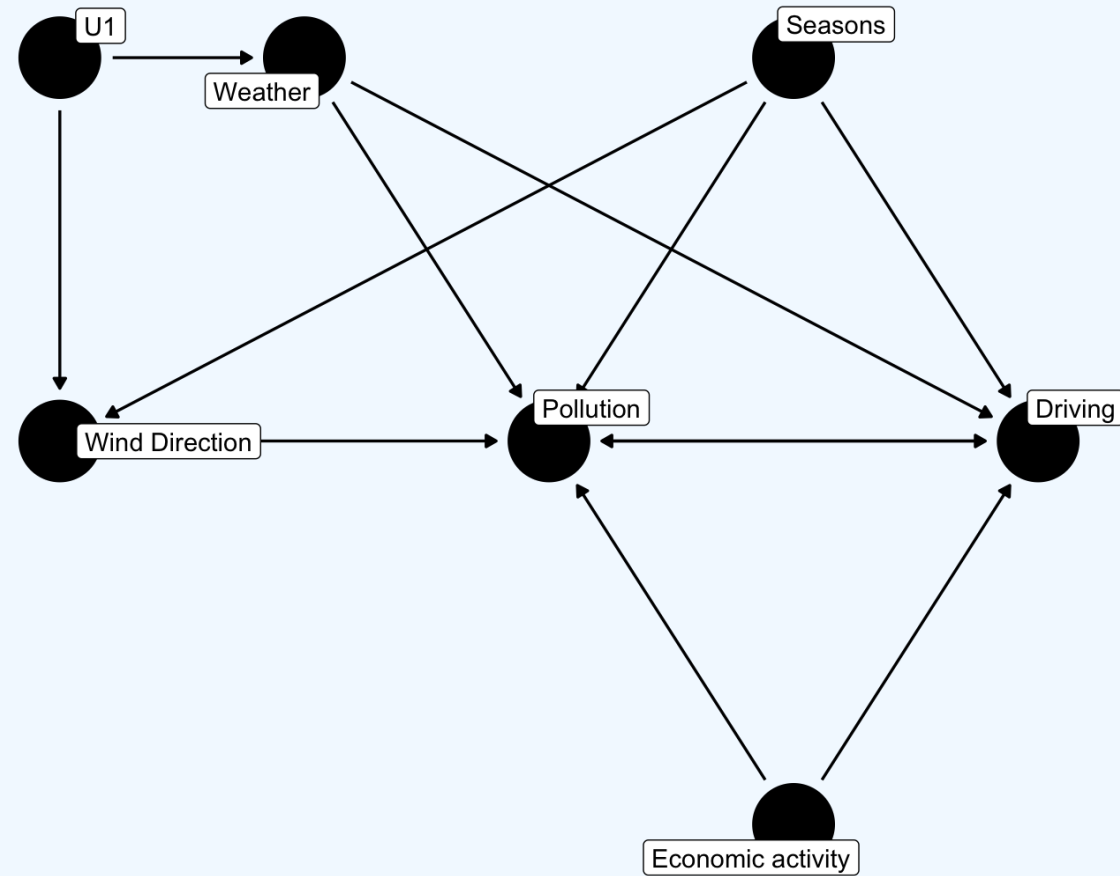 U1
Weather
Seasons
Wind Direction
Pollution
Driving
Economic activity